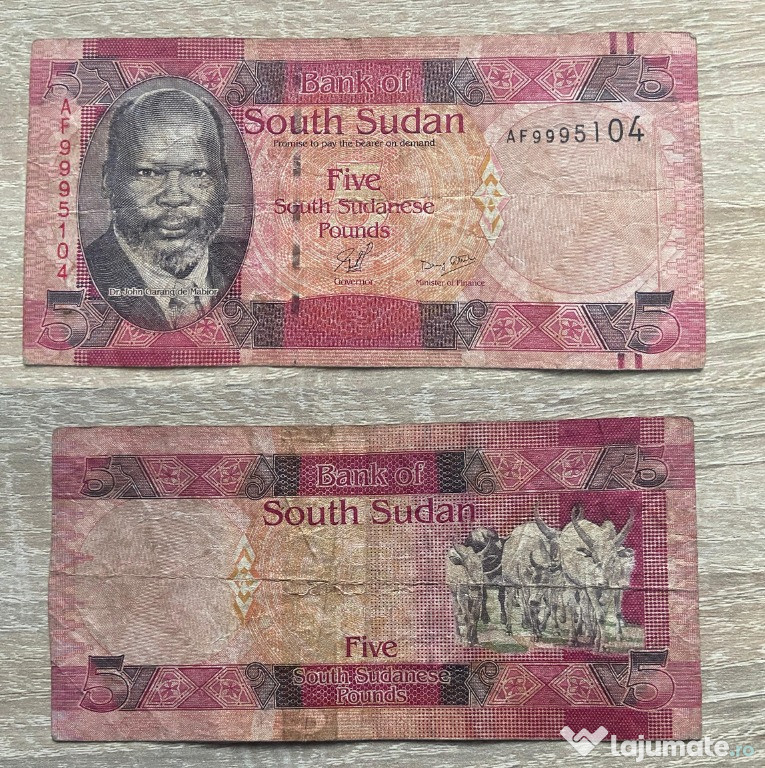 5 Bank of 5
South Sudan
Promise to pay the bearer on demand
AF9995104
AF9995104
Five
South Sudanese
Pounds
Governor
Minister of Finance
Dr. John Garang de Mabior
5 5
5 Bank of 5
South Sudan
Five
South Sudanese
Pounds
5 5
lajumate.ro